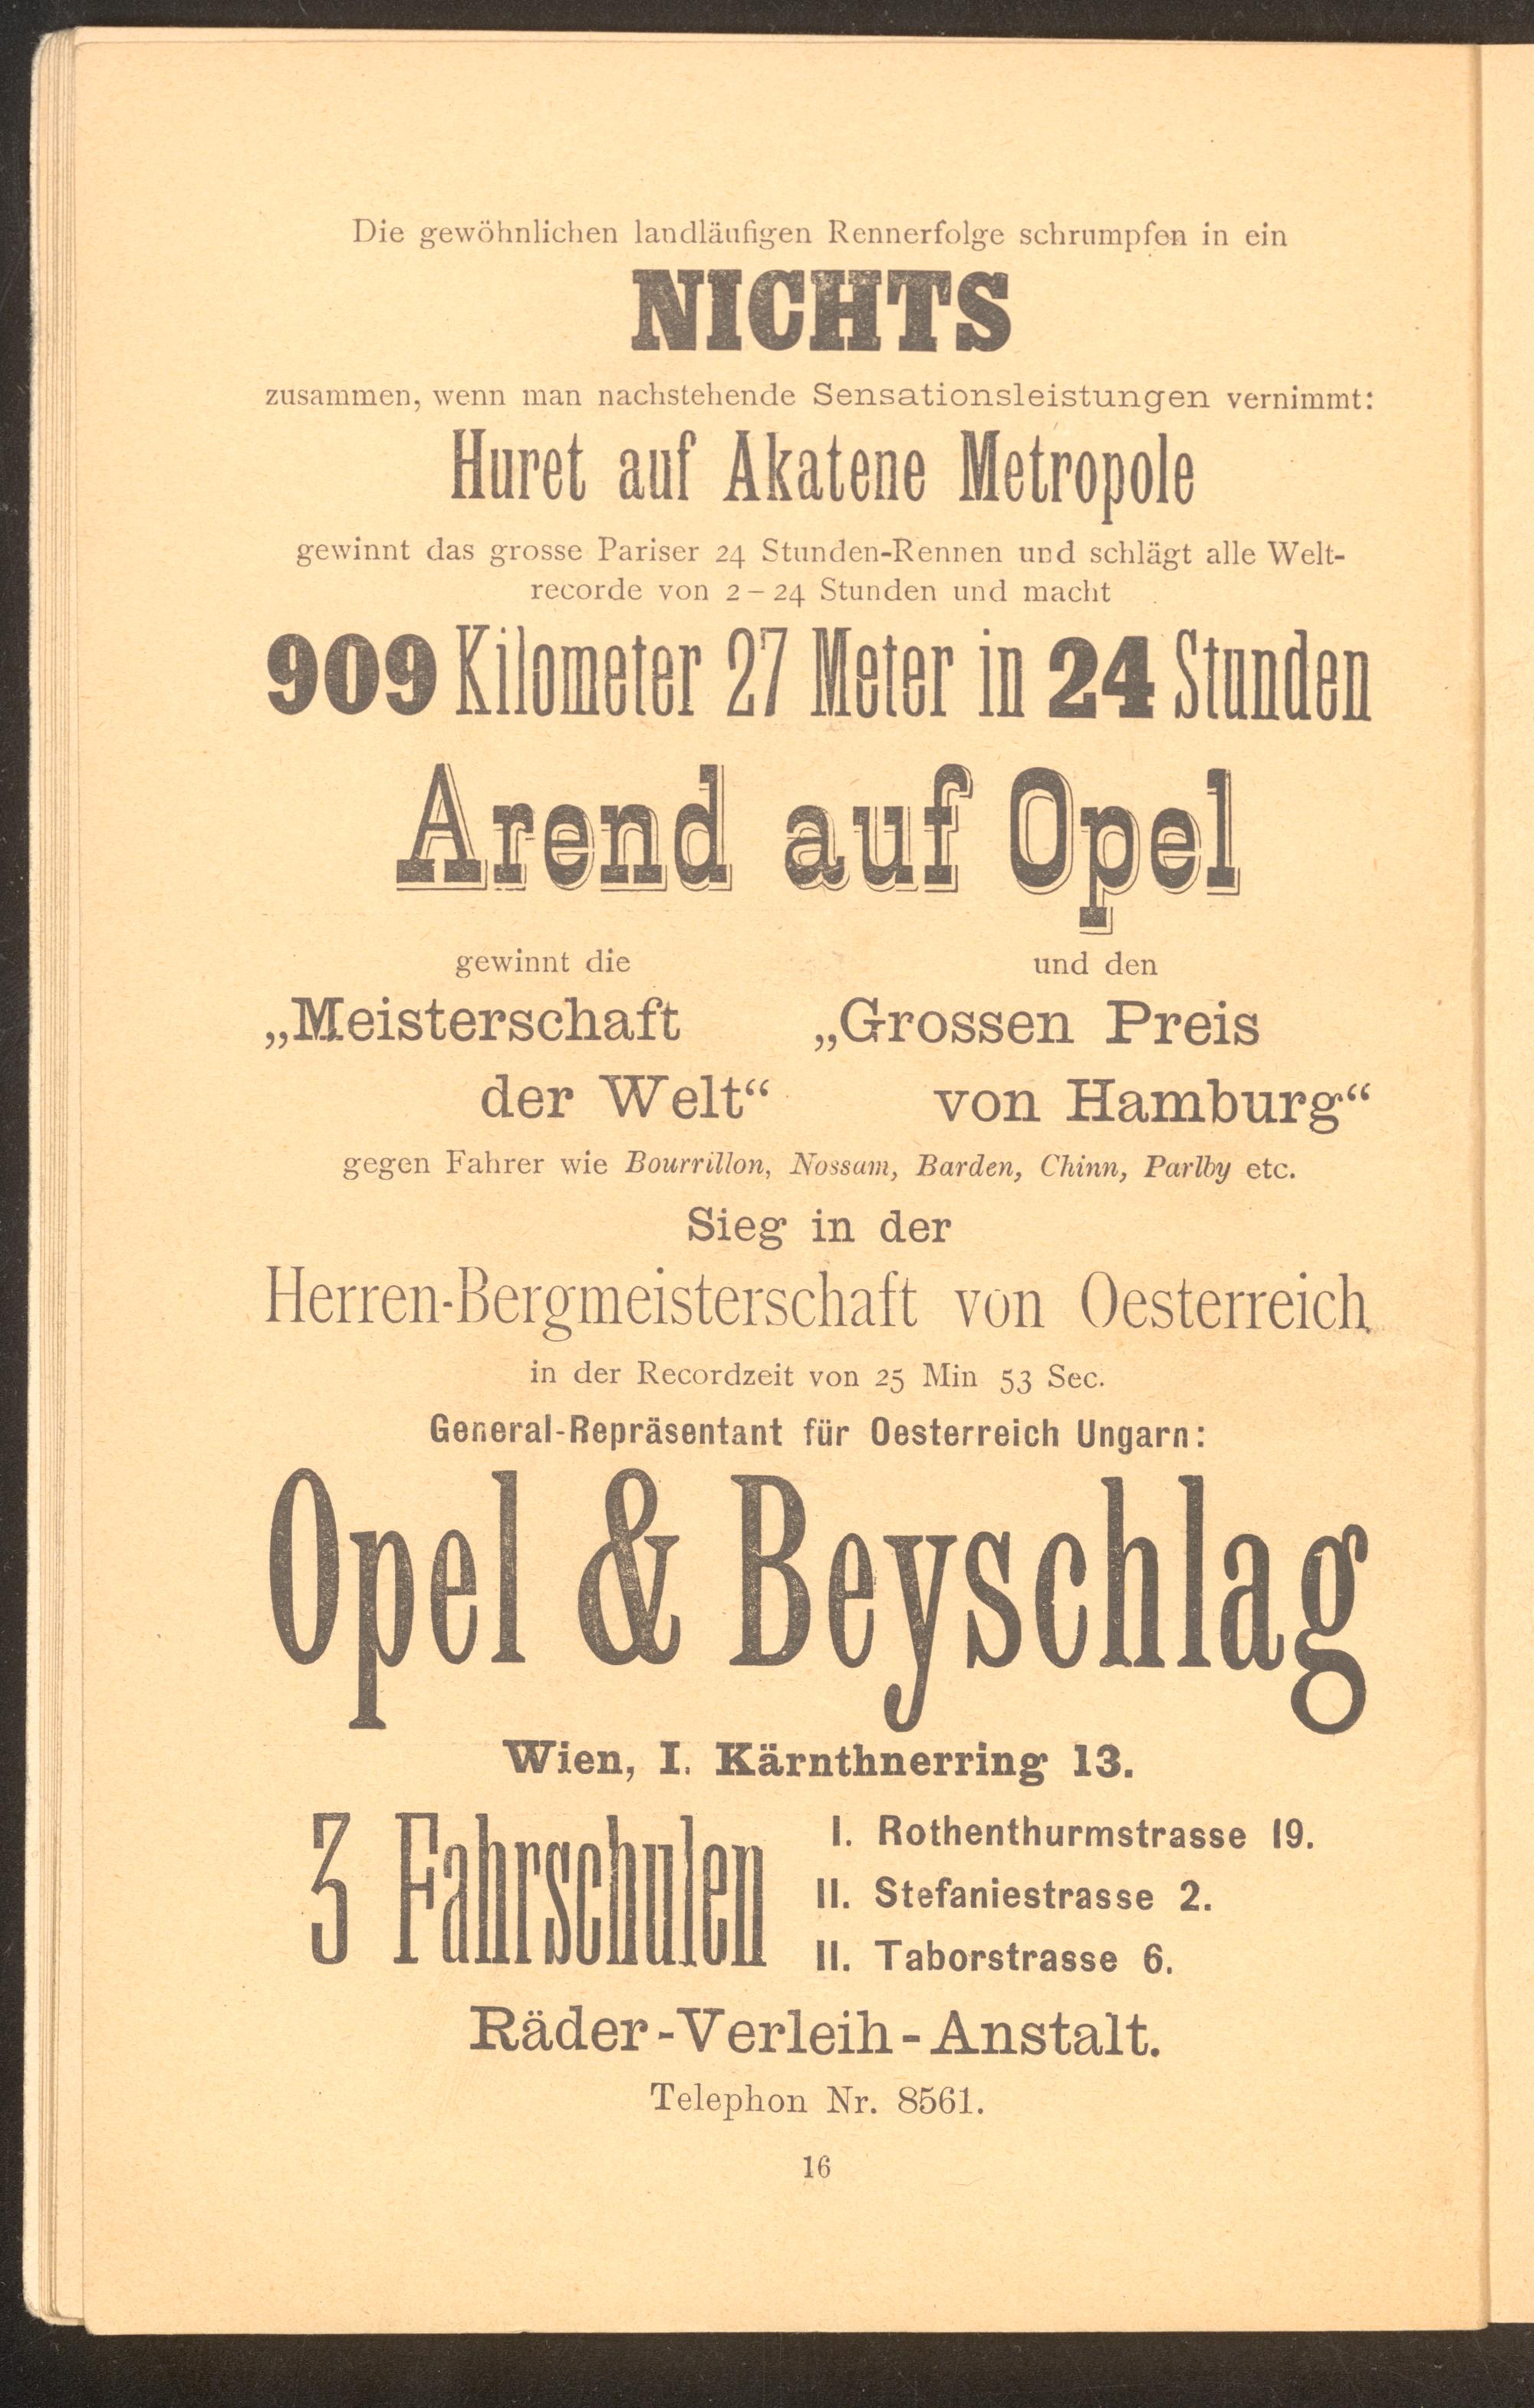 Die gewöhnlichen landläufigen Rennerfolge schrumpfen in ein
NICHTS
zusammen, wenn man nachstehende Sensationsleistungen vernimmt:
Huret auf Akatene Metropole
gewinnt das grosse Pariser 24 Stunden-Rennen und schlägt alle Welt-
recorde von 2–24 Stunden und macht
909 Kilometer 27 Meter in 24 Stunden
Arend auf Opel
gewinnt die
„Meisterschaft
der Welt“
und den
„Grossen Preis
von Hamburg“
gegen Fahrer wie Bourrillon, Nossam, Barden, Chinn, Parlby etc.
Sieg in der
Herren-Bergmeisterschaft von Oesterreich
in der Recordzeit von 25 Min 53 Sec.
General-Repräsentant für Oesterreich Ungarn:
Opel & Beyschlag
Wien, I. Kärnthnerring 13.
3 Fahrschulen
I. Rothenthurmstrasse 19.
II. Stefaniestrasse 2.
II. Taborstrasse 6.
Räder-Verleih-Anstalt.
Telephon Nr. 8561.
16